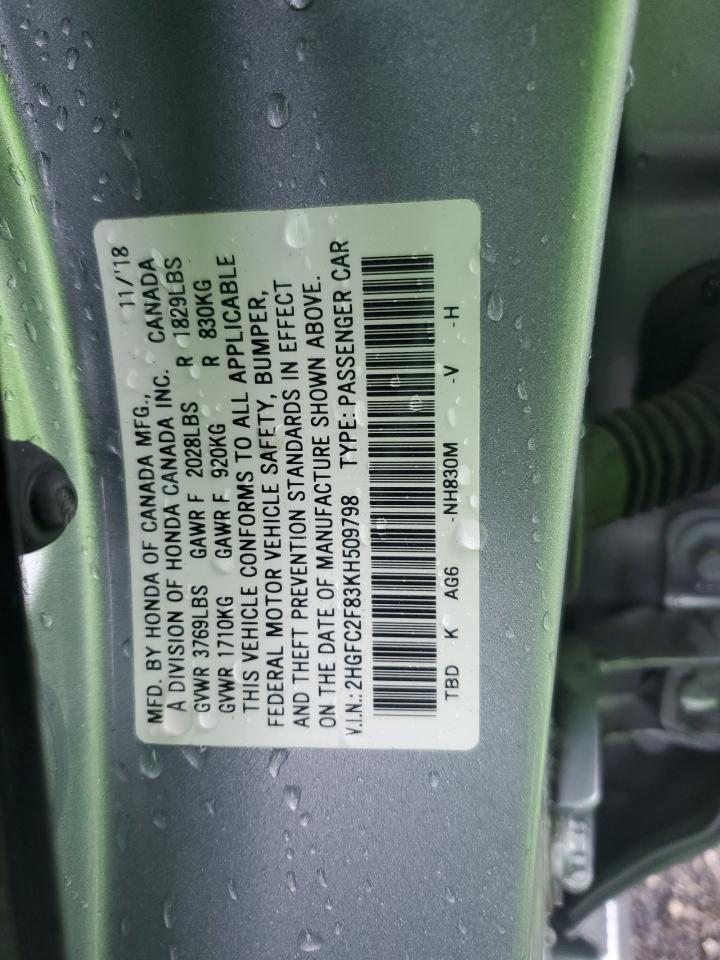 MFD. BY HONDA OF CANADA MFG., 11/'18
A DIVISION OF HONDA CANADA INC. CANADA
GVWR 3769LBS GAWR F 2028LBS R 1829LBS
GVWR 1710KG GAWR F 920KG R 830KG
THIS VEHICLE CONFORMS TO ALL APPLICABLE
FEDERAL MOTOR VEHICLE SAFETY, BUMPER,
AND THEFT PREVENTION STANDARDS IN EFFECT
ON THE DATE OF MANUFACTURE SHOWN ABOVE.
V.I.N.: 2HGFC2F83KH509798 TYPE: PASSENGER CAR
TBD K AG6 -NH830M -V -H